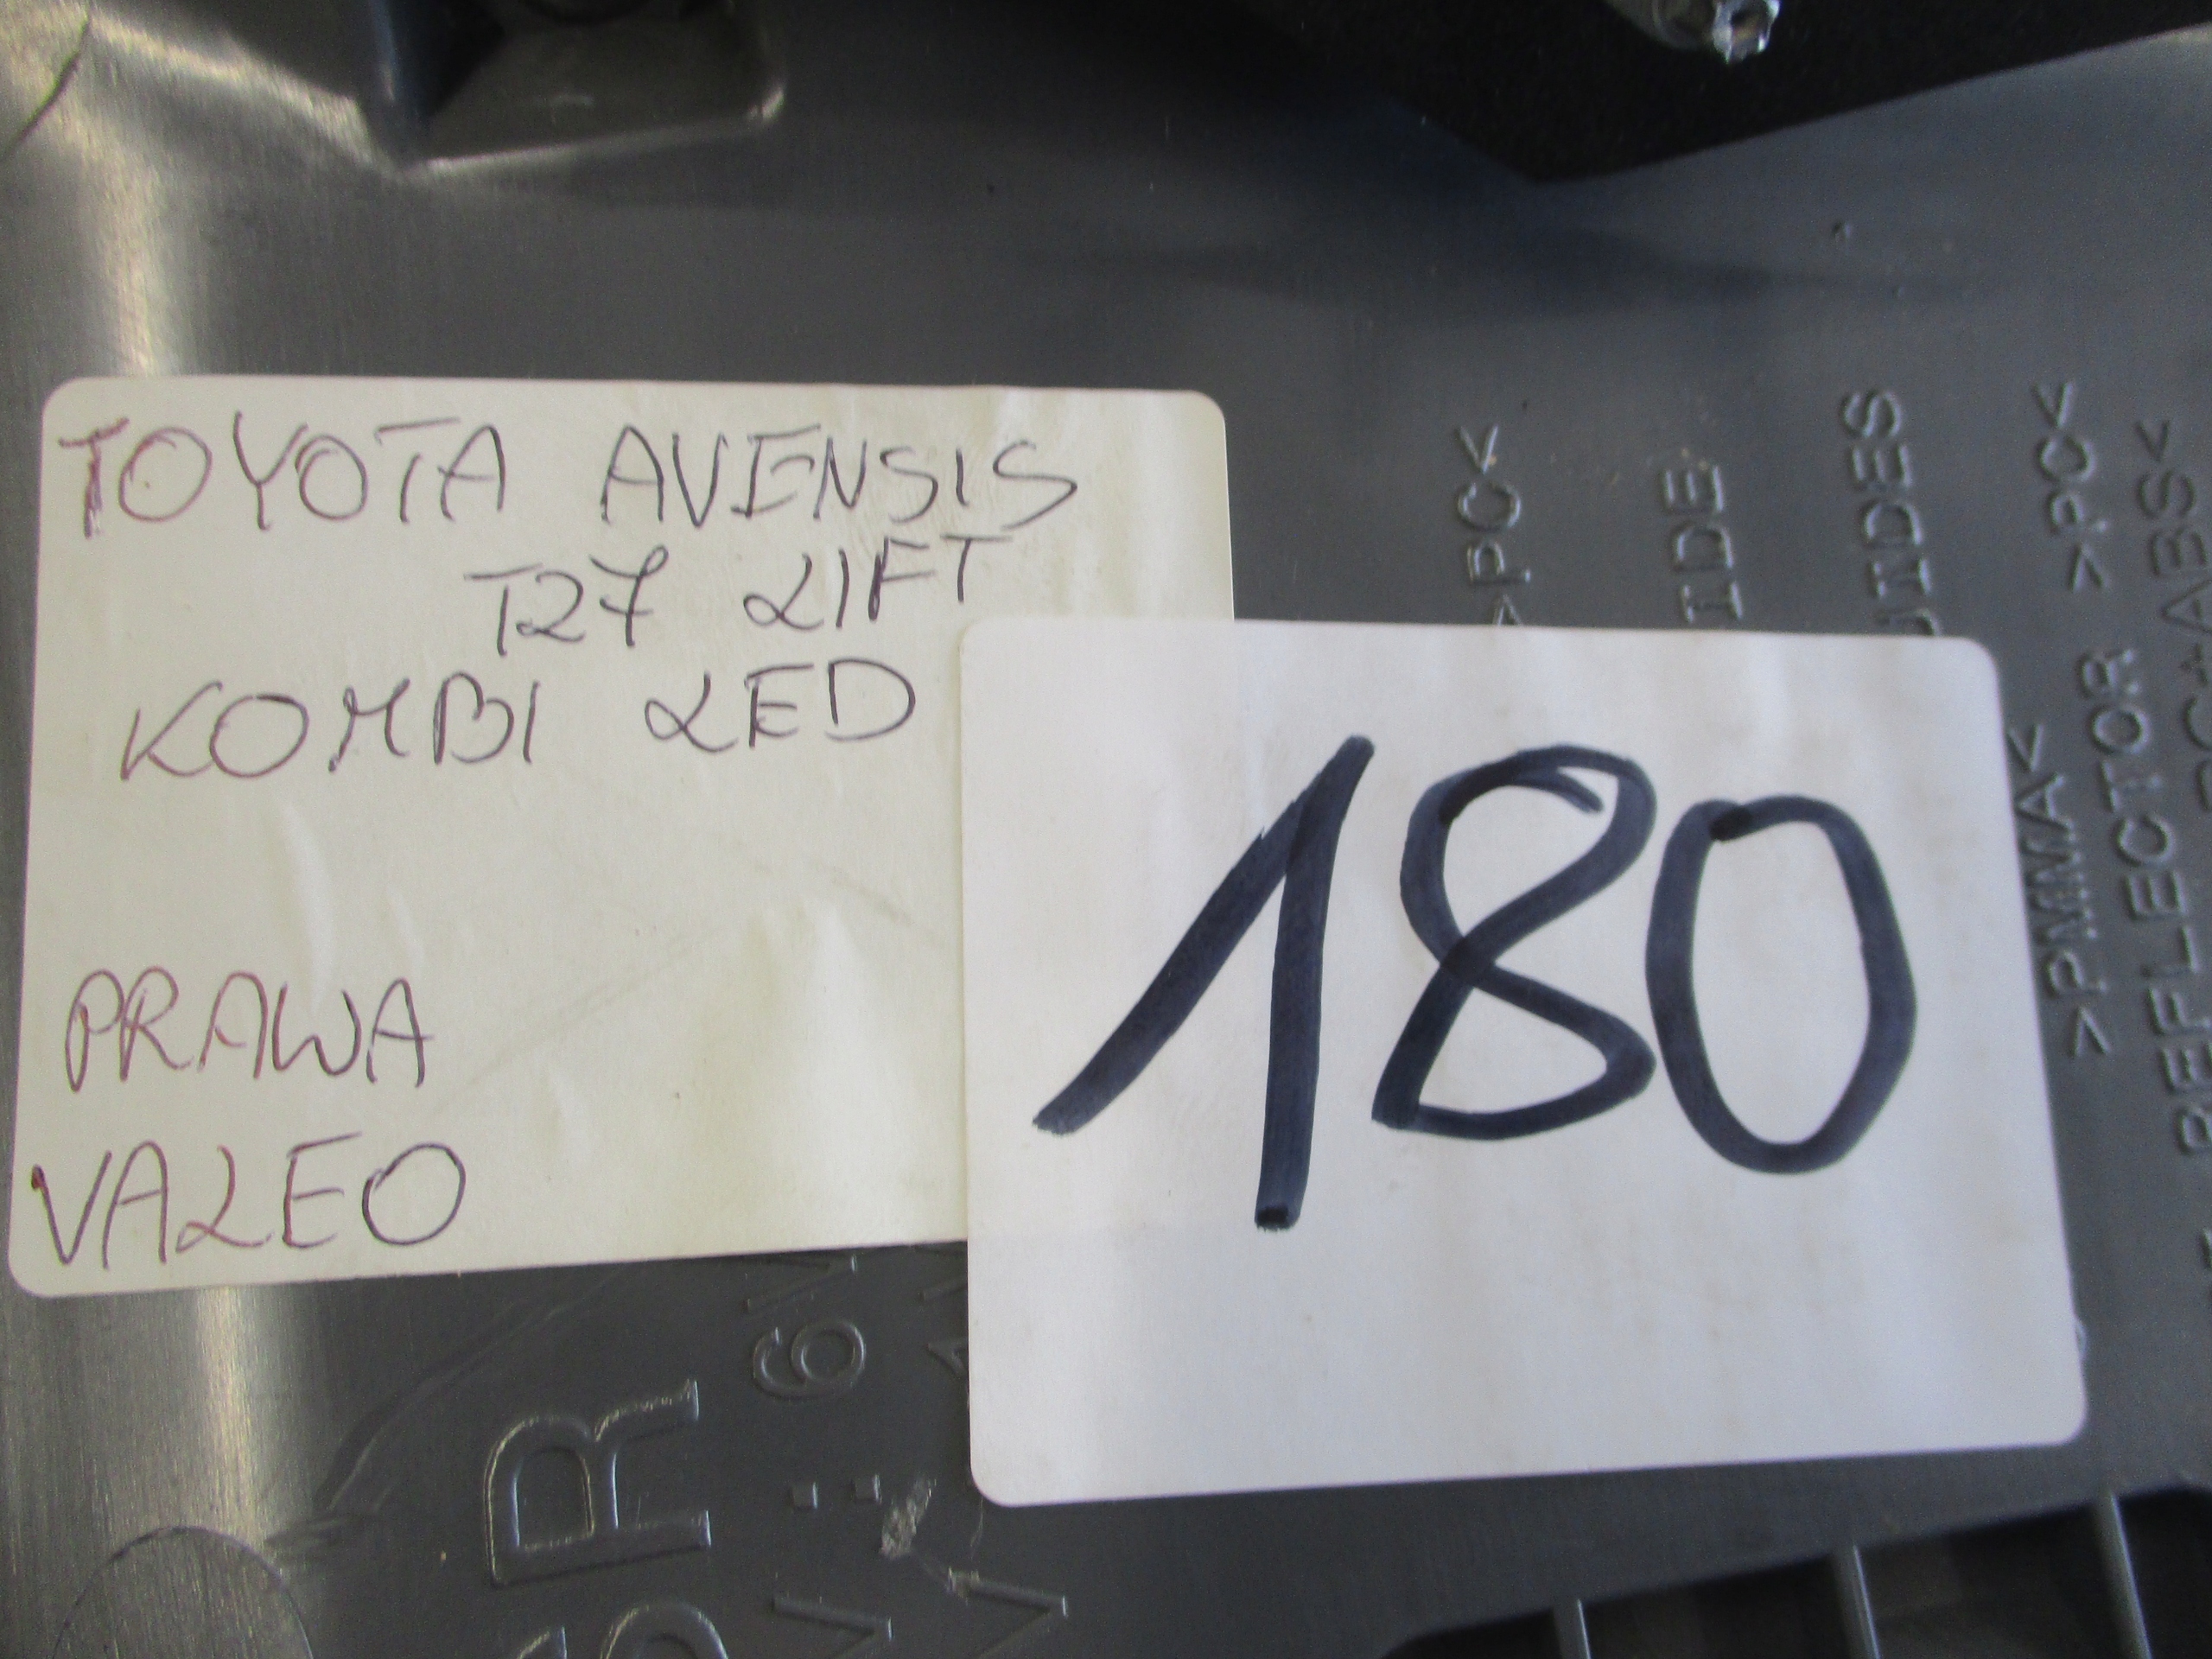 TOYOTA AVENSIS
T27 LIFT
KOMBI LED
PRAWA
VALEO
180
>PC<
>PC<
>PMMA<
REFLECTOR